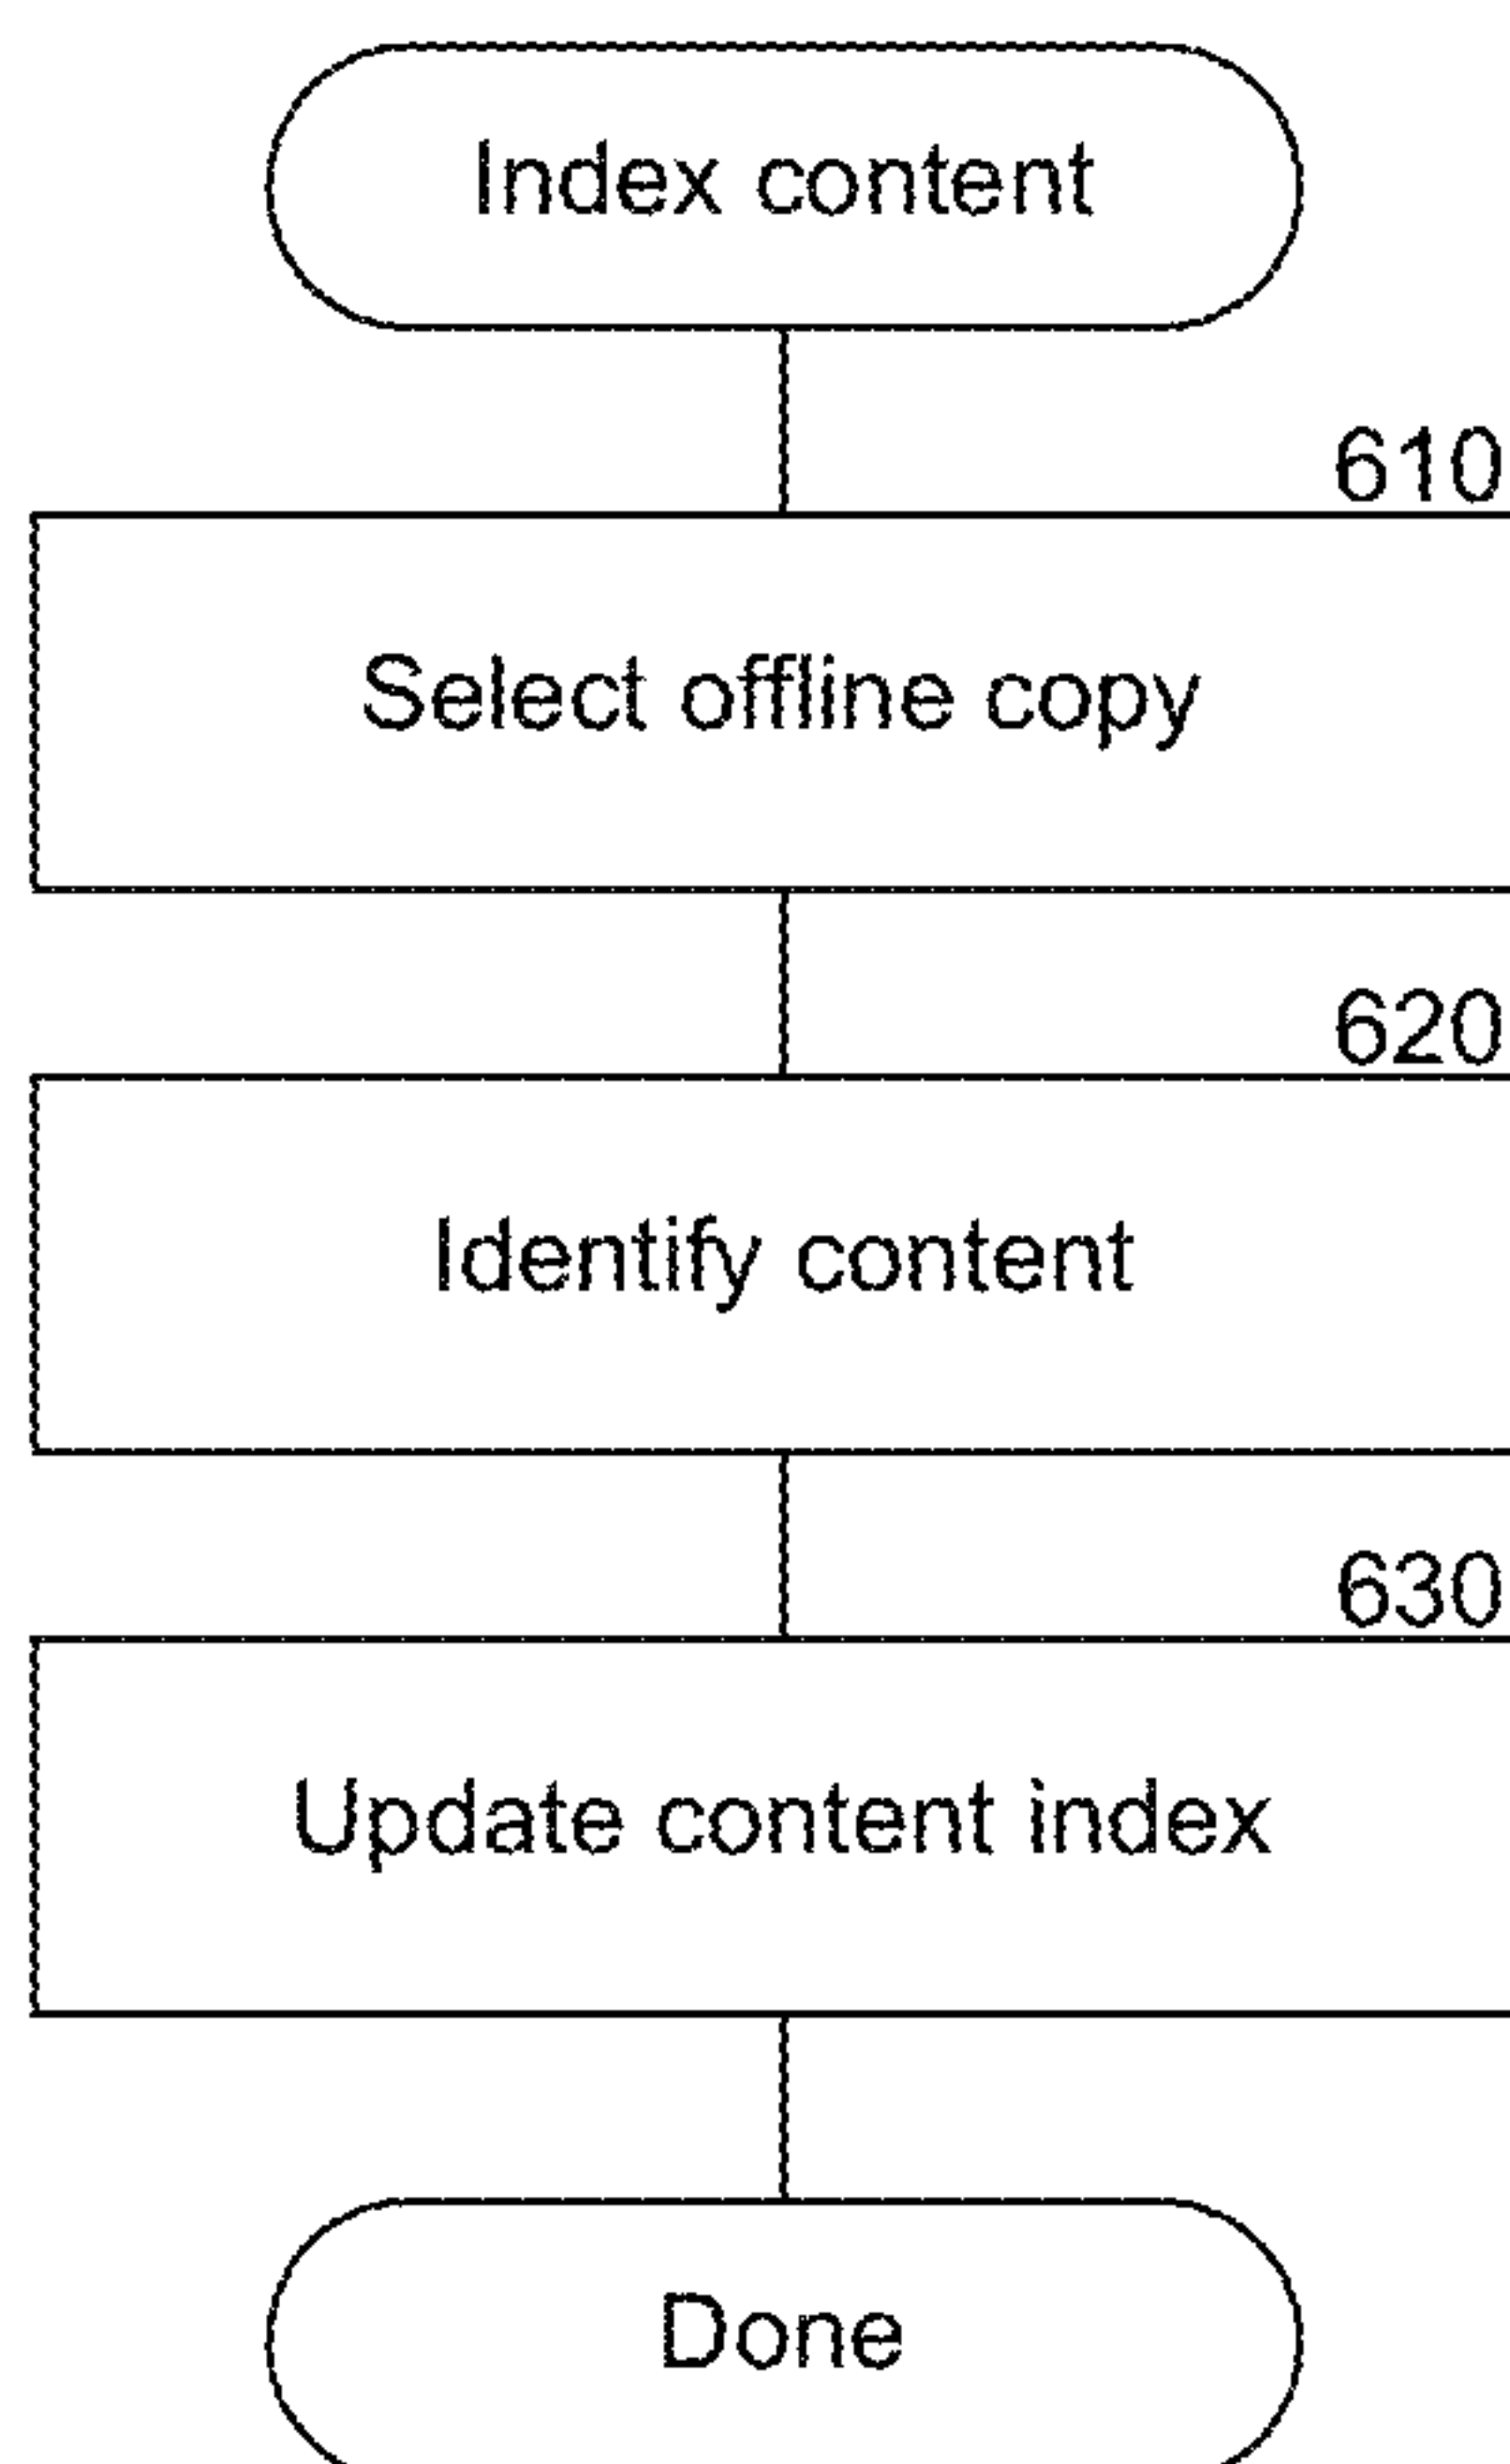 Index content
610
Select offline copy
620
Identify content
630
Update content index
Done